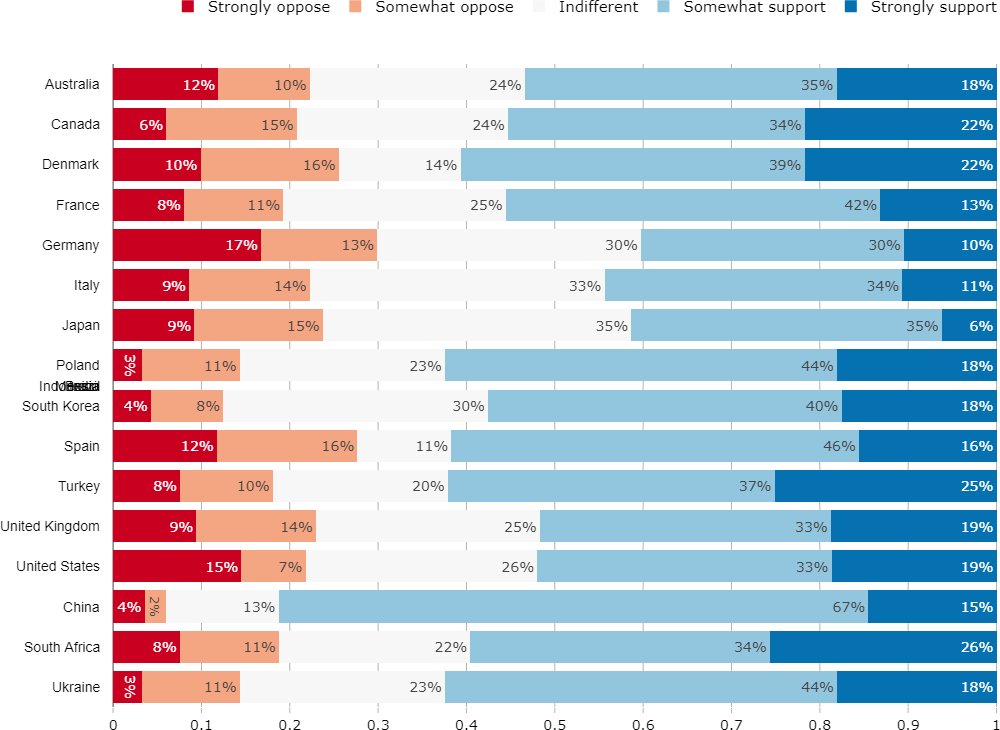 Strongly oppose Somewhat oppose Indifferent Somewhat support Strongly support
Australia 12% 10% 24% 35% 18%
Canada 6% 15% 24% 34% 22%
Denmark 10% 16% 14% 39% 22%
France 8% 11% 25% 42% 13%
Germany 17% 13% 30% 30% 10%
Italy 9% 14% 33% 34% 11%
Japan 9% 15% 35% 35% 6%
Poland 3% 11% 23% 44% 18%
South Korea 4% 8% 30% 40% 18%
Spain 12% 16% 11% 46% 16%
Turkey 8% 10% 20% 37% 25%
United Kingdom 9% 14% 25% 33% 19%
United States 15% 7% 26% 33% 19%
China 4% 2% 13% 67% 15%
South Africa 8% 11% 22% 34% 26%
Ukraine 3% 11% 23% 44% 18%
0 0.1 0.2 0.3 0.4 0.5 0.6 0.7 0.8 0.9 1